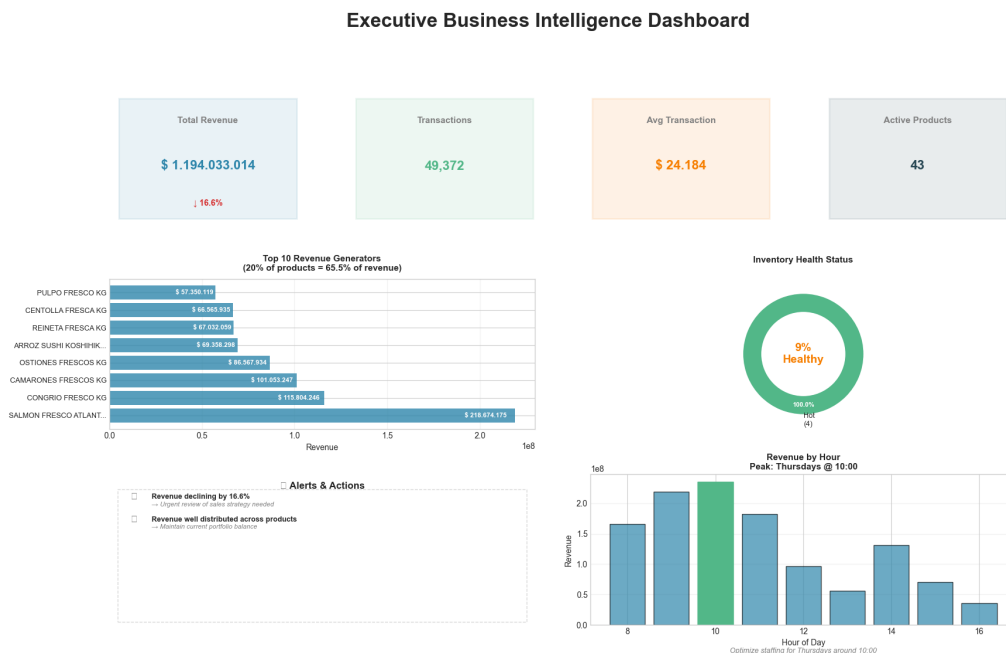 Executive Business Intelligence Dashboard
Total Revenue
$ 1.194.033.014
↓ 16.6%
Transactions
49,372
Avg Transaction
$ 24.184
Active Products
43
Top 10 Revenue Generators
(20% of products = 65.5% of revenue)
PULPO FRESCO KG
$ 57.350.119
CENTOLLA FRESCA KG
$ 66.565.935
REINETA FRESCA KG
$ 67.032.059
ARROZ SUSHI KOSHIHIK...
$ 69.358.298
OSTIONES FRESCOS KG
$ 86.567.934
CAMARONES FRESCOS KG
$ 101.053.247
CONGRIO FRESCO KG
$ 115.804.246
SALMON FRESCO ATLANT...
$ 218.674.175
0.0 0.5 1.0 1.5 2.0
1e8
Revenue
Inventory Health Status
9%
Healthy
100.0%
Hot
(4)
Alerts & Actions
Revenue declining by 16.6%
→ Urgent review of sales strategy needed
Revenue well distributed across products
→ Maintain current portfolio balance
Revenue by Hour
Peak: Thursdays @ 10:00
1e8
2.0
1.5
1.0
0.5
0.0
Revenue
8 10 12 14 16
Hour of Day
Optimize staffing for Thursdays around 10:00